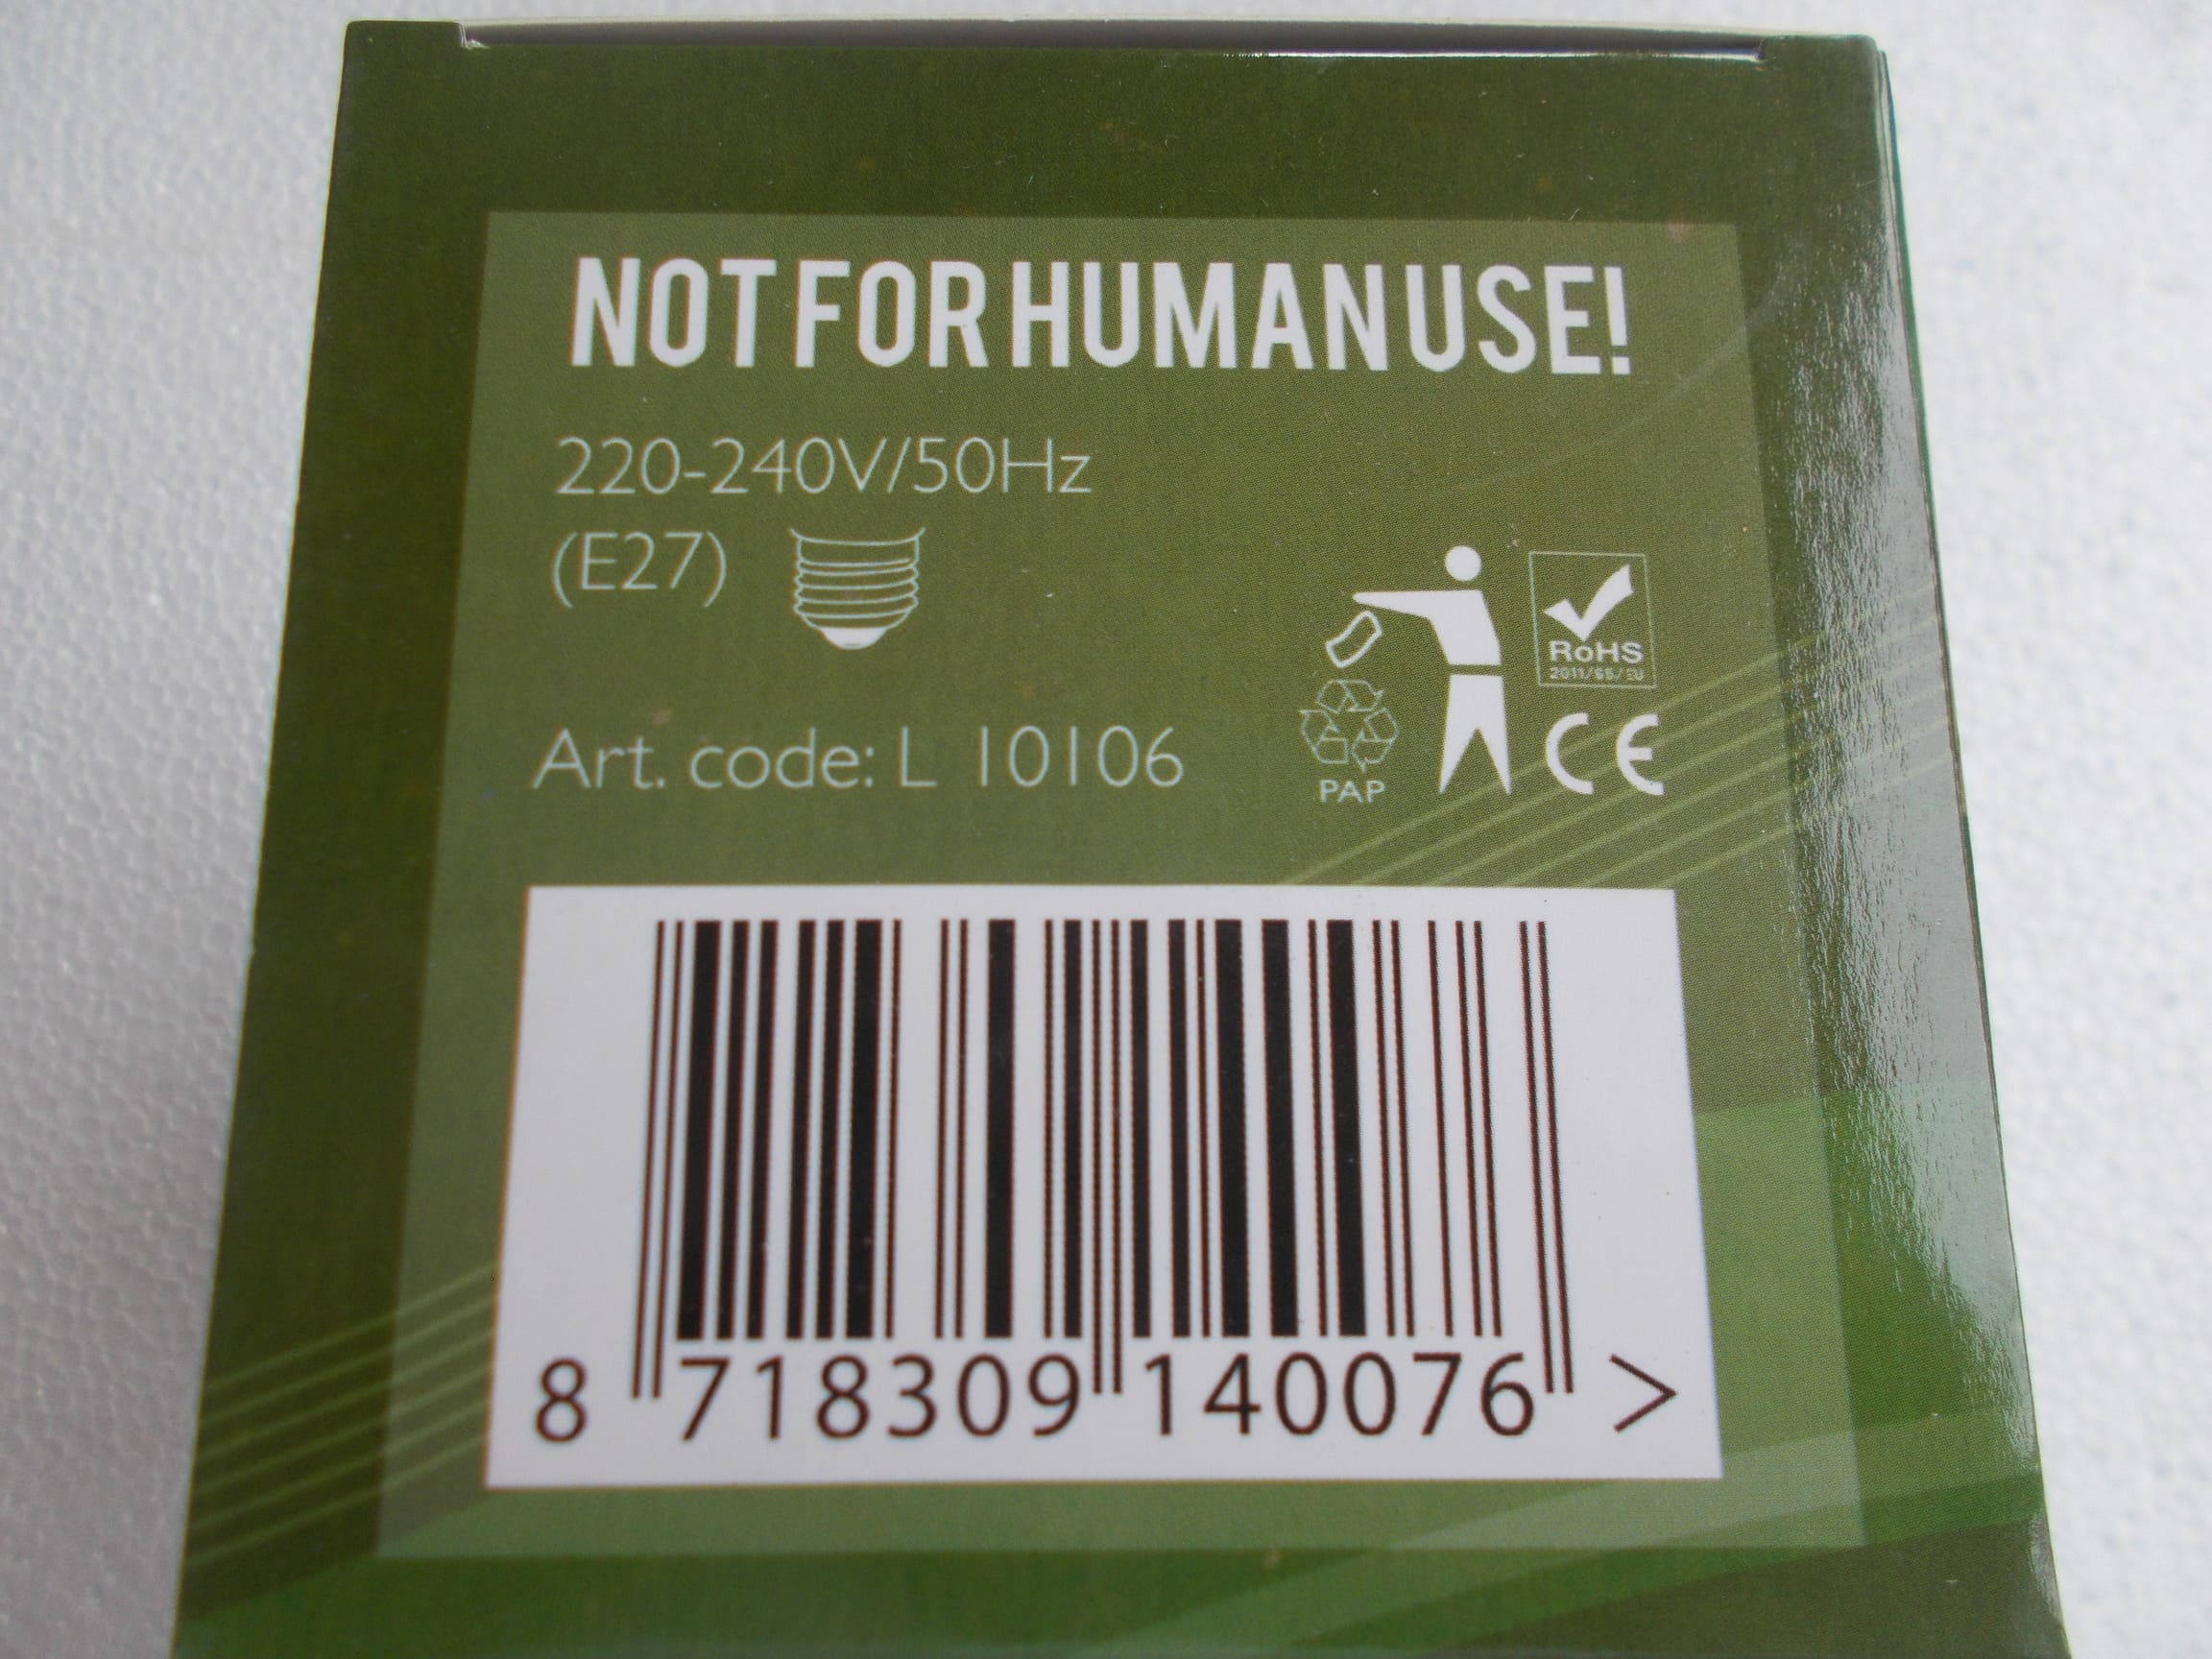 NOT FOR HUMAN USE!
220-240V/50Hz
(E27)
RoHS
2011/65/EU
Art. code: L 10106
PAP
CE
8 718309 140076 >